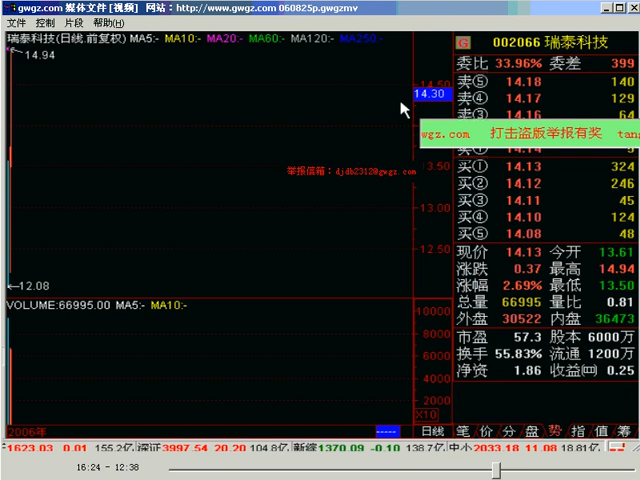 gwgz.com 媒体文件 [视频] 网站：http://www.gwgz.com 060825p.gwgzmv
文件 控制 片段 帮助(H)
瑞泰科技(日线.前复权) MA5:- MA10:- MA20:- MA60:- MA120:- MA250:-
14.94
14.50
14.30
13.50
13.00
12.50
举报信箱：djdb2312@gwgz.com
12.08
VOLUME:66995.00 MA5:- MA10:-
10000
8000
6000
4000
2000
X10
2006年
日线
G 002066 瑞泰科技
委比 33.96% 委差 399
卖⑤ 14.18 140
卖④ 14.17 129
卖③ 14.16 64
wgz.com 打击盗版举报有奖 tang
买① 14.13 324
买② 14.12 246
买③ 14.11 45
买④ 14.10 124
买⑤ 14.08 48
现价 14.13 今开 13.61
涨跌 0.37 最高 14.94
涨幅 2.69% 最低 13.50
总量 66995 量比 0.81
外盘 30522 内盘 36473
市盈 57.3 股本 6000万
换手 55.83% 流通 1200万
净资 1.86 收益㈣ 0.25
笔 价 分 盘 势 指 值 筹
1623.03 0.01 155.2亿 深证 3997.54 20.20 104.8亿 新综 1370.09 -0.10 138.7亿 中小 2033.18 11.08 18.81亿
16:24 - 12:38